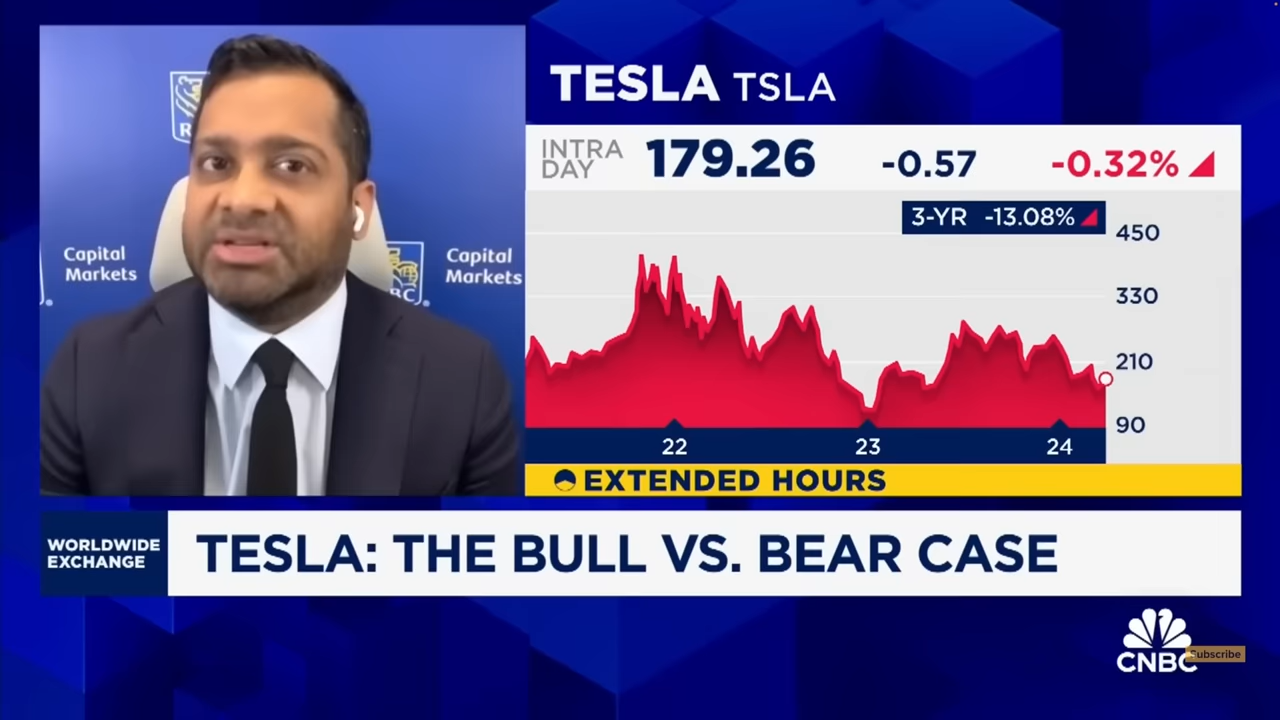 TESLA TSLA
INTRA
DAY
179.26
-0.57
-0.32%
3-YR -13.08%
450
330
210
90
22
23
24
EXTENDED HOURS
R
Capital
Markets
BC
Capital
Markets
WORLDWIDE
EXCHANGE
TESLA: THE BULL VS. BEAR CASE
CNBC
Subscribe